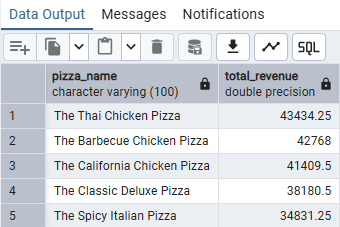 Data Output Messages Notifications
SQL
pizza_name total_revenue
character varying (100) double precision
1 The Thai Chicken Pizza 43434.25
2 The Barbecue Chicken Pizza 42768
3 The California Chicken Pizza 41409.5
4 The Classic Deluxe Pizza 38180.5
5 The Spicy Italian Pizza 34831.25